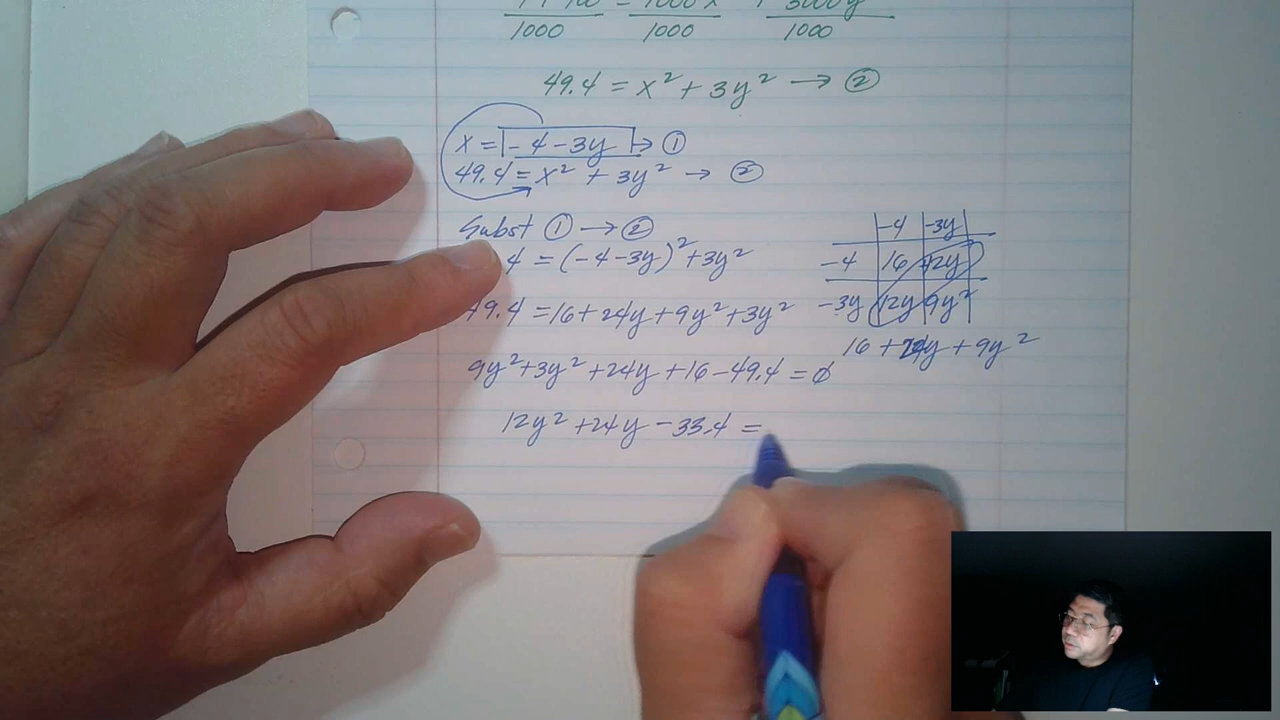 1000 1000 1000
49.4 = x² + 3y² → ②
x = -4 - 3y → ①
49.4 = x² + 3y² → ②
Subst ① → ②
4 = (-4 - 3y)² + 3y²
49.4 = 16 + 24y + 9y² + 3y²
9y² + 3y² + 24y + 16 - 49.4 = 0
12y² + 24y - 33.4 =
-4 -3y
-4 16 12y
-3y 12y 9y²
16 + 24y + 9y²